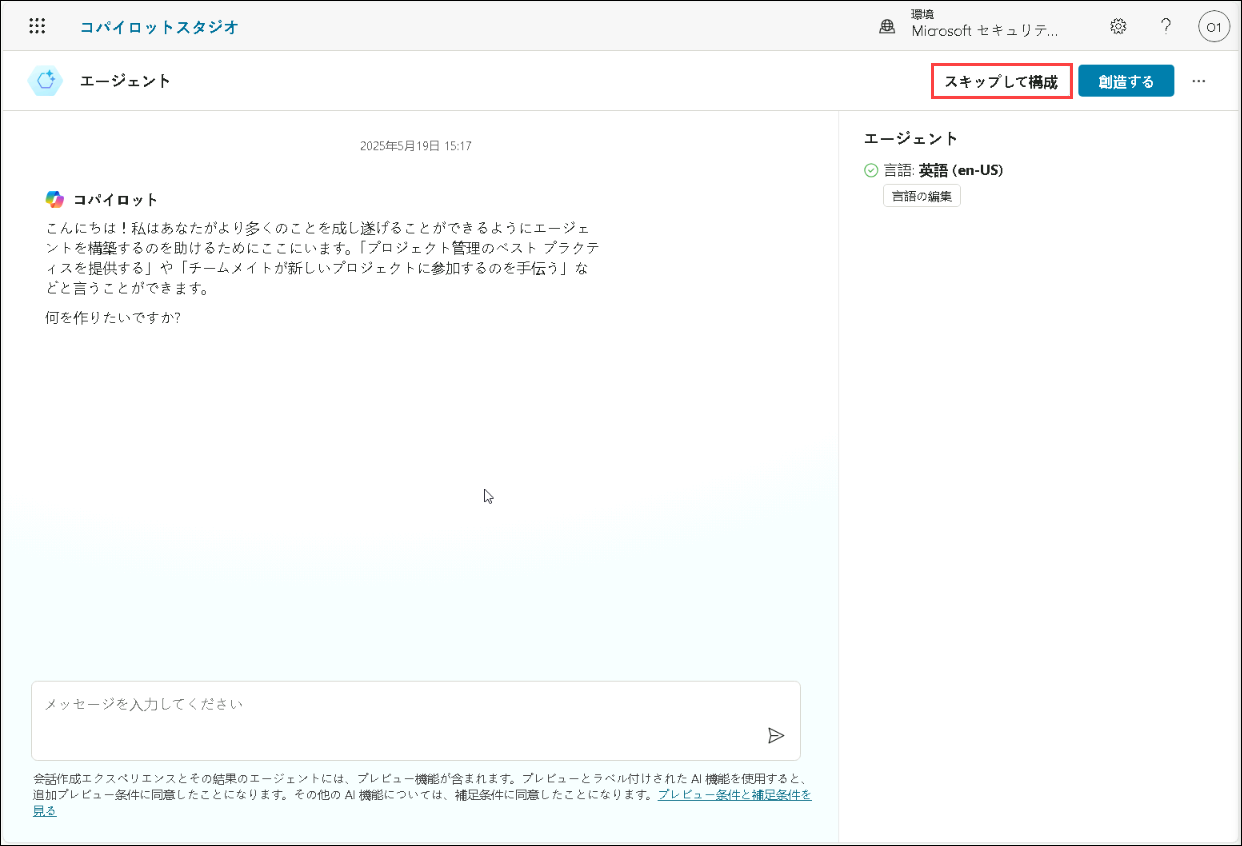 コパイロットスタジオ
環境
Microsoft セキュリテ...
?
O1
エージェント
スキップして構成
創造する
...
2025年5月19日 15:17
コパイロット
こんにちは！私はあなたがより多くのことを成し遂げることができるようにエージェ
ントを構築するのを助けるためにここにいます。「プロジェクト管理のベスト プラクテ
ィスを提供する」や「チームメイトが新しいプロジェクトに参加するのを手伝う」な
どと言うことができます。
何を作りたいですか?
メッセージを入力してください
会話作成エクスペリエンスとその結果のエージェントには、プレビュー機能が含まれます。プレビューとラベル付けされた AI 機能を使用すると、
追加プレビュー条件に同意したことになります。その他の AI 機能については、補足条件に同意したことになります。プレビュー条件と補足条件を
見る
エージェント
言語: 英語 (en-US)
言語の編集